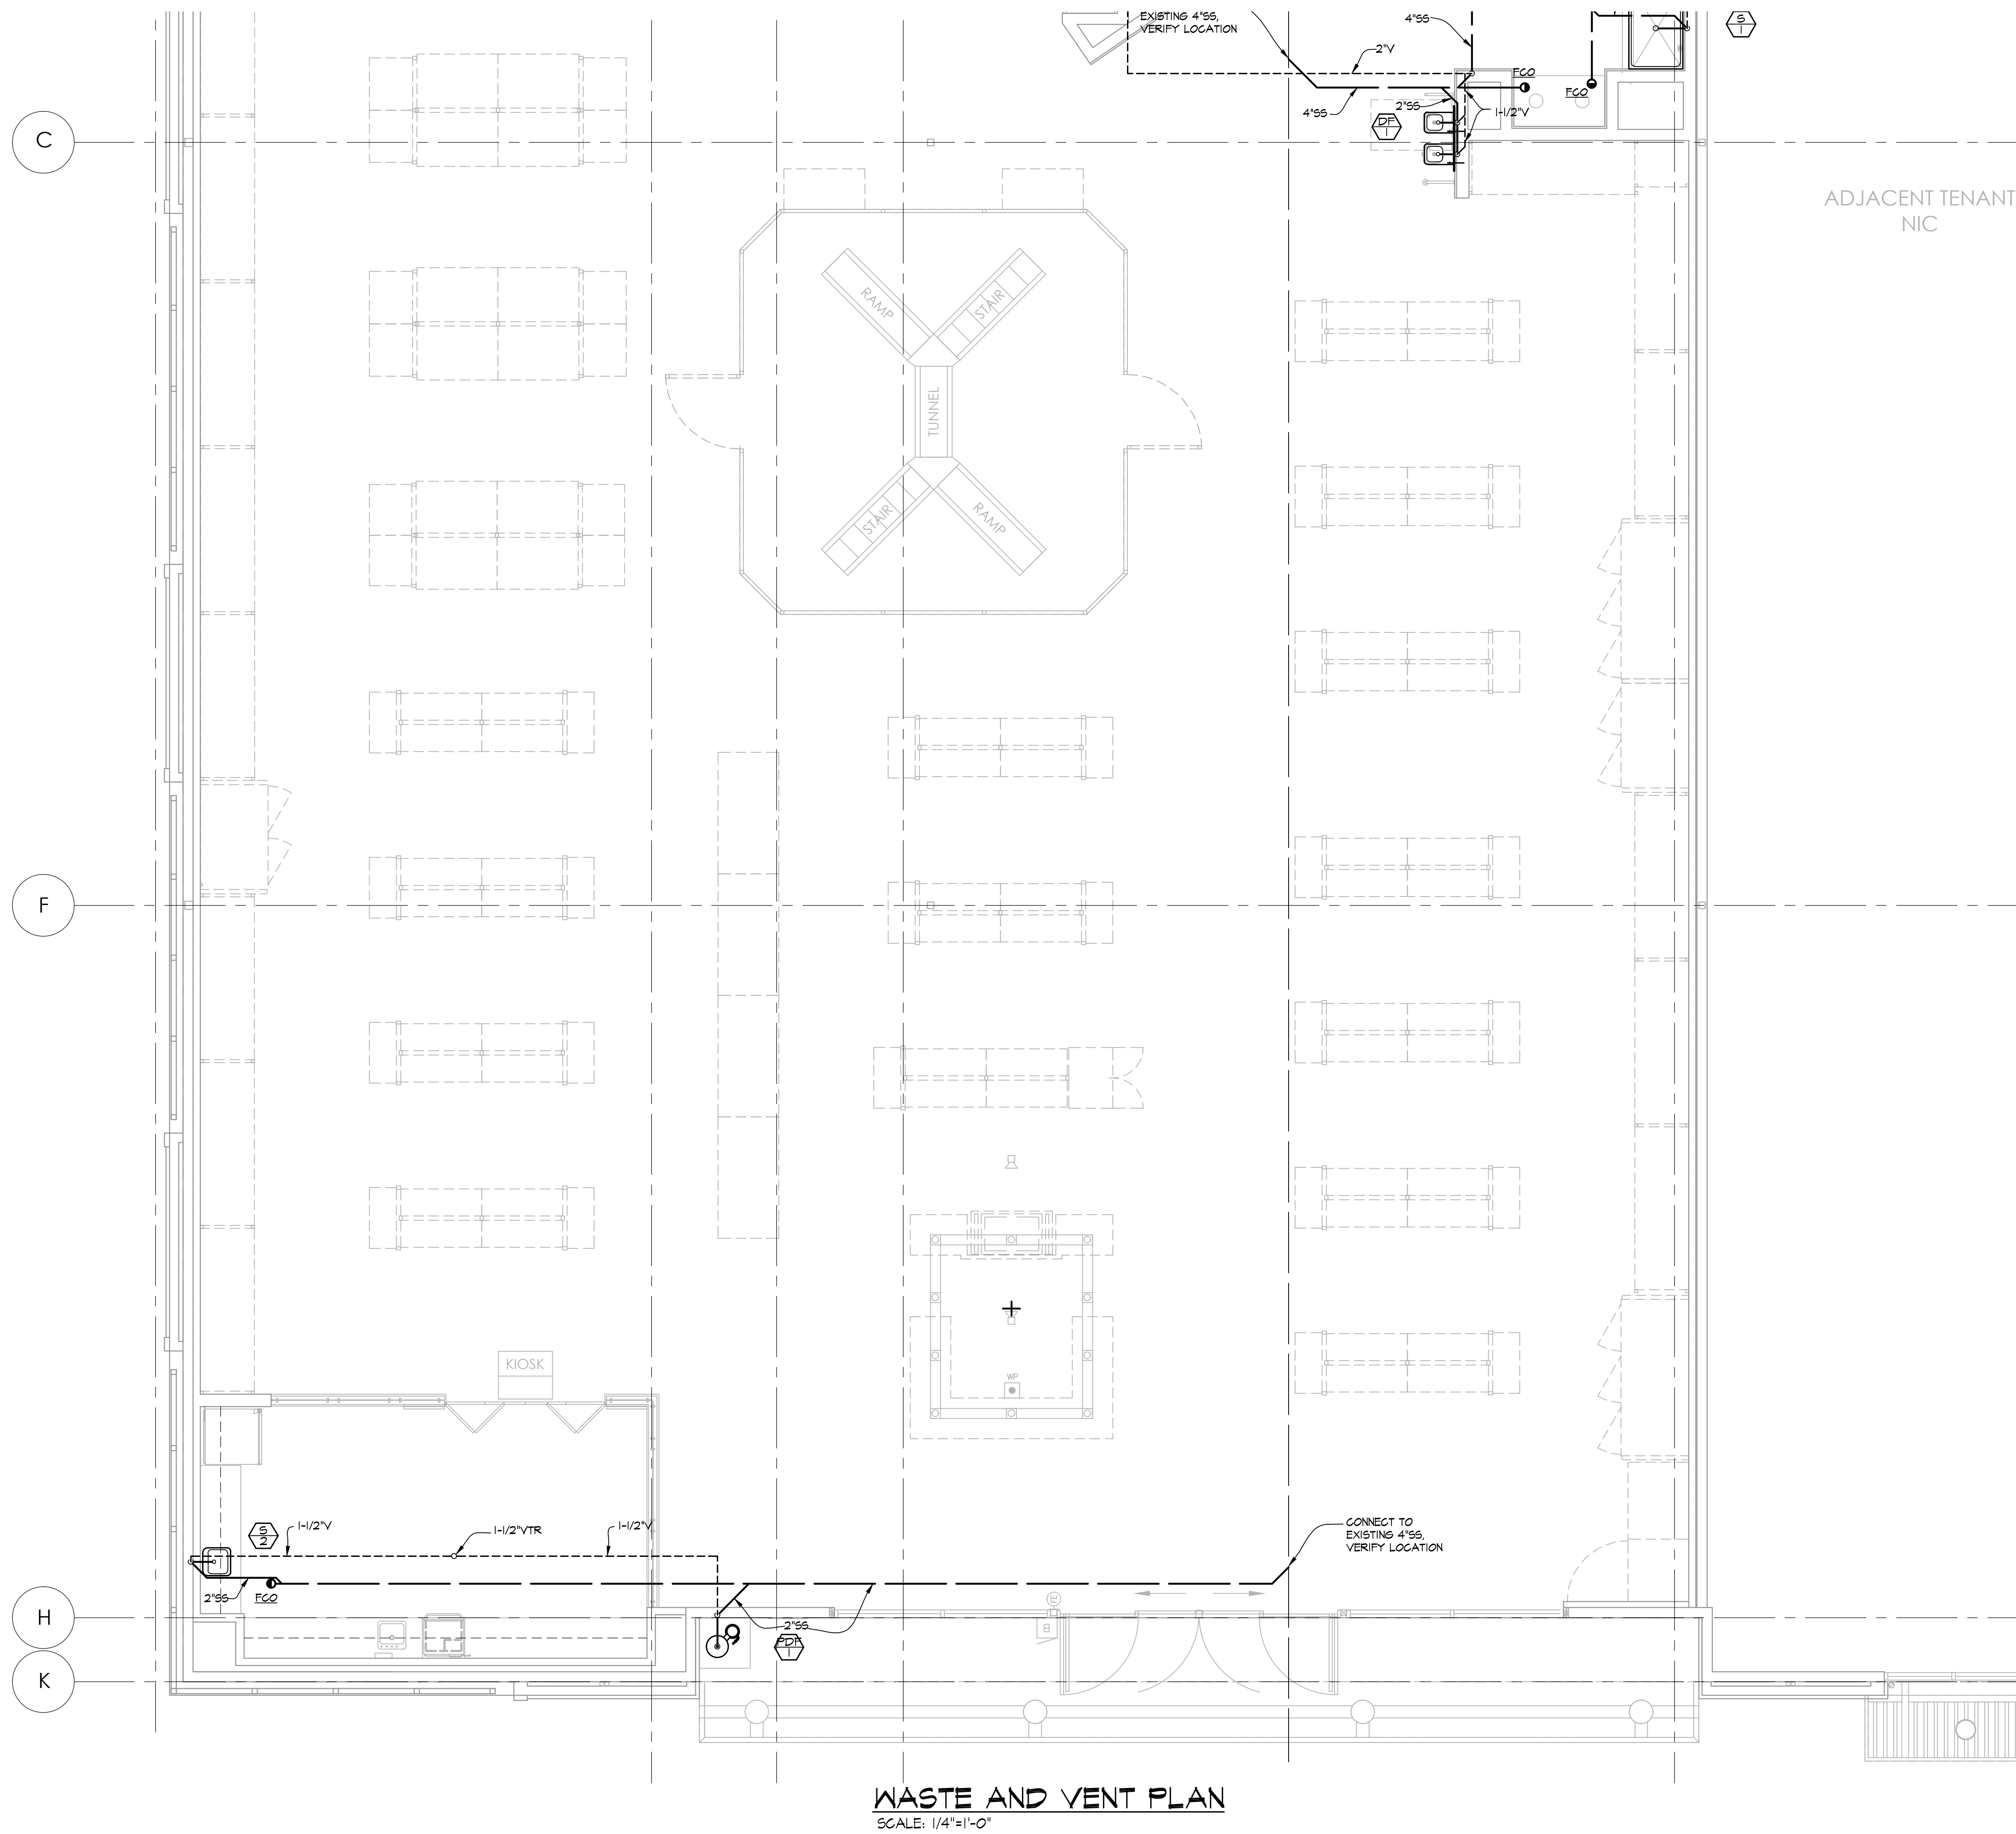 EXISTING 4"SS,
VERIFY LOCATION
4"SS
S
1
2"V
FCO
FCO
4"SS
2"SS
1-1/2"V
DF
1
C
ADJACENT TENANT
NIC
RAMP
STAIR
TUNNEL
STAIR
RAMP
F
KIOSK
WP
S
2
1-1/2"V
1-1/2"VTR
1-1/2"V
CONNECT TO
EXISTING 4"SS,
VERIFY LOCATION
2"SS
FCO
FE
H
2"SS
PDF
1
K
WASTE AND VENT PLAN
SCALE: 1/4"=1'-0"